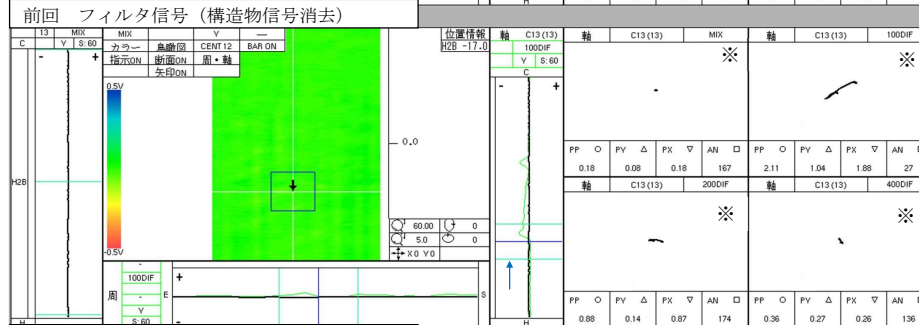 前回 フィルタ信号（構造物信号消去）
H
13 MIX
C Y S:60
- +
H2B
H
MIX Y —
カラー 鳥瞰図 CENT12 BAR ON
指示ON 断面ON 周・軸
矢印ON
0.5V
-0.5V
0.0
位置情報
H2B -17.0
60.00 0
5.0 0
X0 Y0
-
100DIF
周 -
Y
S:60
+
E S
-
軸 C13(13)
100DIF
Y S:60
C
- +
H
軸 C13(13) MIX
※
PP ○ PY △ PX ▽ AN □
0.18 0.08 0.18 167
軸 C13(13) 100DIF
※
PP ○ PY △ PX ▽ AN
2.11 1.04 1.88 27
軸 C13(13) 200DIF
※
PP ○ PY △ PX ▽ AN □
0.88 0.14 0.87 174
軸 C13(13) 400DIF
※
PP ○ PY △ PX ▽ AN
0.36 0.27 0.26 136